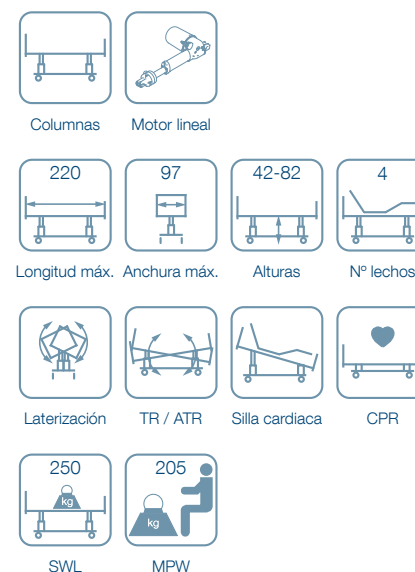 Columnas Motor lineal
220 97 42-82 4
Longitud máx. Anchura máx. Alturas Nº lechos
Laterización TR / ATR Silla cardiaca CPR
250 205
kg kg
SWL MPW